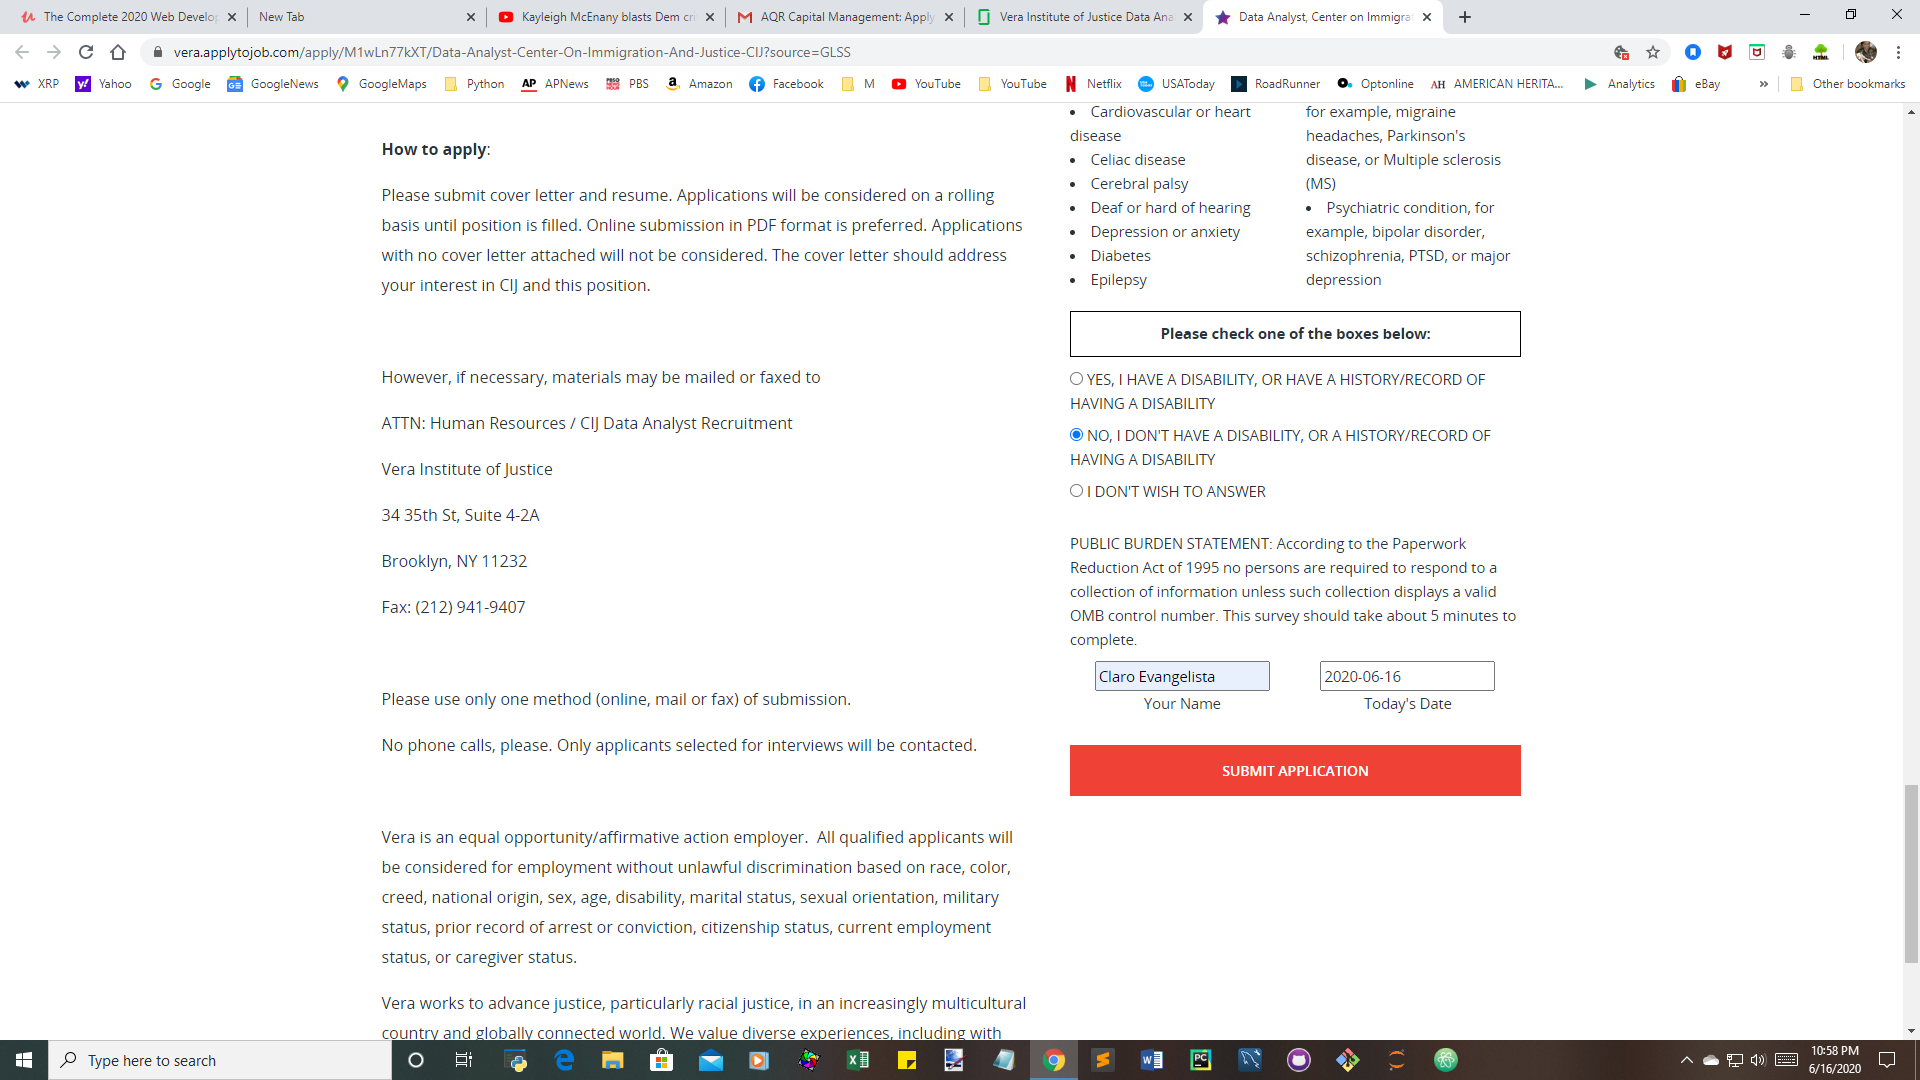 The Complete 2020 Web Develop
New Tab
Kayleigh McEnany blasts Dem cri
AQR Capital Management: Apply
Vera Institute of Justice Data Ana
Data Analyst, Center on Immigra
vera.applytojob.com/apply/M1wLn77kXT/Data-Analyst-Center-On-Immigration-And-Justice-CIJ?source=GLSS
XRP
Yahoo
Google
GoogleNews
GoogleMaps
Python
AP APNews
PBS
Amazon
Facebook
M
YouTube
YouTube
Netflix
USAToday
RoadRunner
Optonline
AH AMERICAN HERITA...
Analytics
eBay
»
Other bookmarks
How to apply:
Please submit cover letter and resume. Applications will be considered on a rolling
basis until position is filled. Online submission in PDF format is preferred. Applications
with no cover letter attached will not be considered. The cover letter should address
your interest in CIJ and this position.
However, if necessary, materials may be mailed or faxed to
ATTN: Human Resources / CIJ Data Analyst Recruitment
Vera Institute of Justice
34 35th St, Suite 4-2A
Brooklyn, NY 11232
Fax: (212) 941-9407
Please use only one method (online, mail or fax) of submission.
No phone calls, please. Only applicants selected for interviews will be contacted.
Vera is an equal opportunity/affirmative action employer.  All qualified applicants will
be considered for employment without unlawful discrimination based on race, color,
creed, national origin, sex, age, disability, marital status, sexual orientation, military
status, prior record of arrest or conviction, citizenship status, current employment
status, or caregiver status.
Vera works to advance justice, particularly racial justice, in an increasingly multicultural
country and globally connected world. We value diverse experiences, including with
• Cardiovascular or heart
disease
• Celiac disease
• Cerebral palsy
• Deaf or hard of hearing
• Depression or anxiety
• Diabetes
• Epilepsy
for example, migraine
headaches, Parkinson's
disease, or Multiple sclerosis
(MS)
• Psychiatric condition, for
example, bipolar disorder,
schizophrenia, PTSD, or major
depression
Please check one of the boxes below:
YES, I HAVE A DISABILITY, OR HAVE A HISTORY/RECORD OF
HAVING A DISABILITY
NO, I DON'T HAVE A DISABILITY, OR A HISTORY/RECORD OF
HAVING A DISABILITY
I DON'T WISH TO ANSWER
PUBLIC BURDEN STATEMENT: According to the Paperwork
Reduction Act of 1995 no persons are required to respond to a
collection of information unless such collection displays a valid
OMB control number. This survey should take about 5 minutes to
complete.
Claro Evangelista
2020-06-16
Your Name
Today's Date
SUBMIT APPLICATION
Type here to search
10:58 PM
6/16/2020